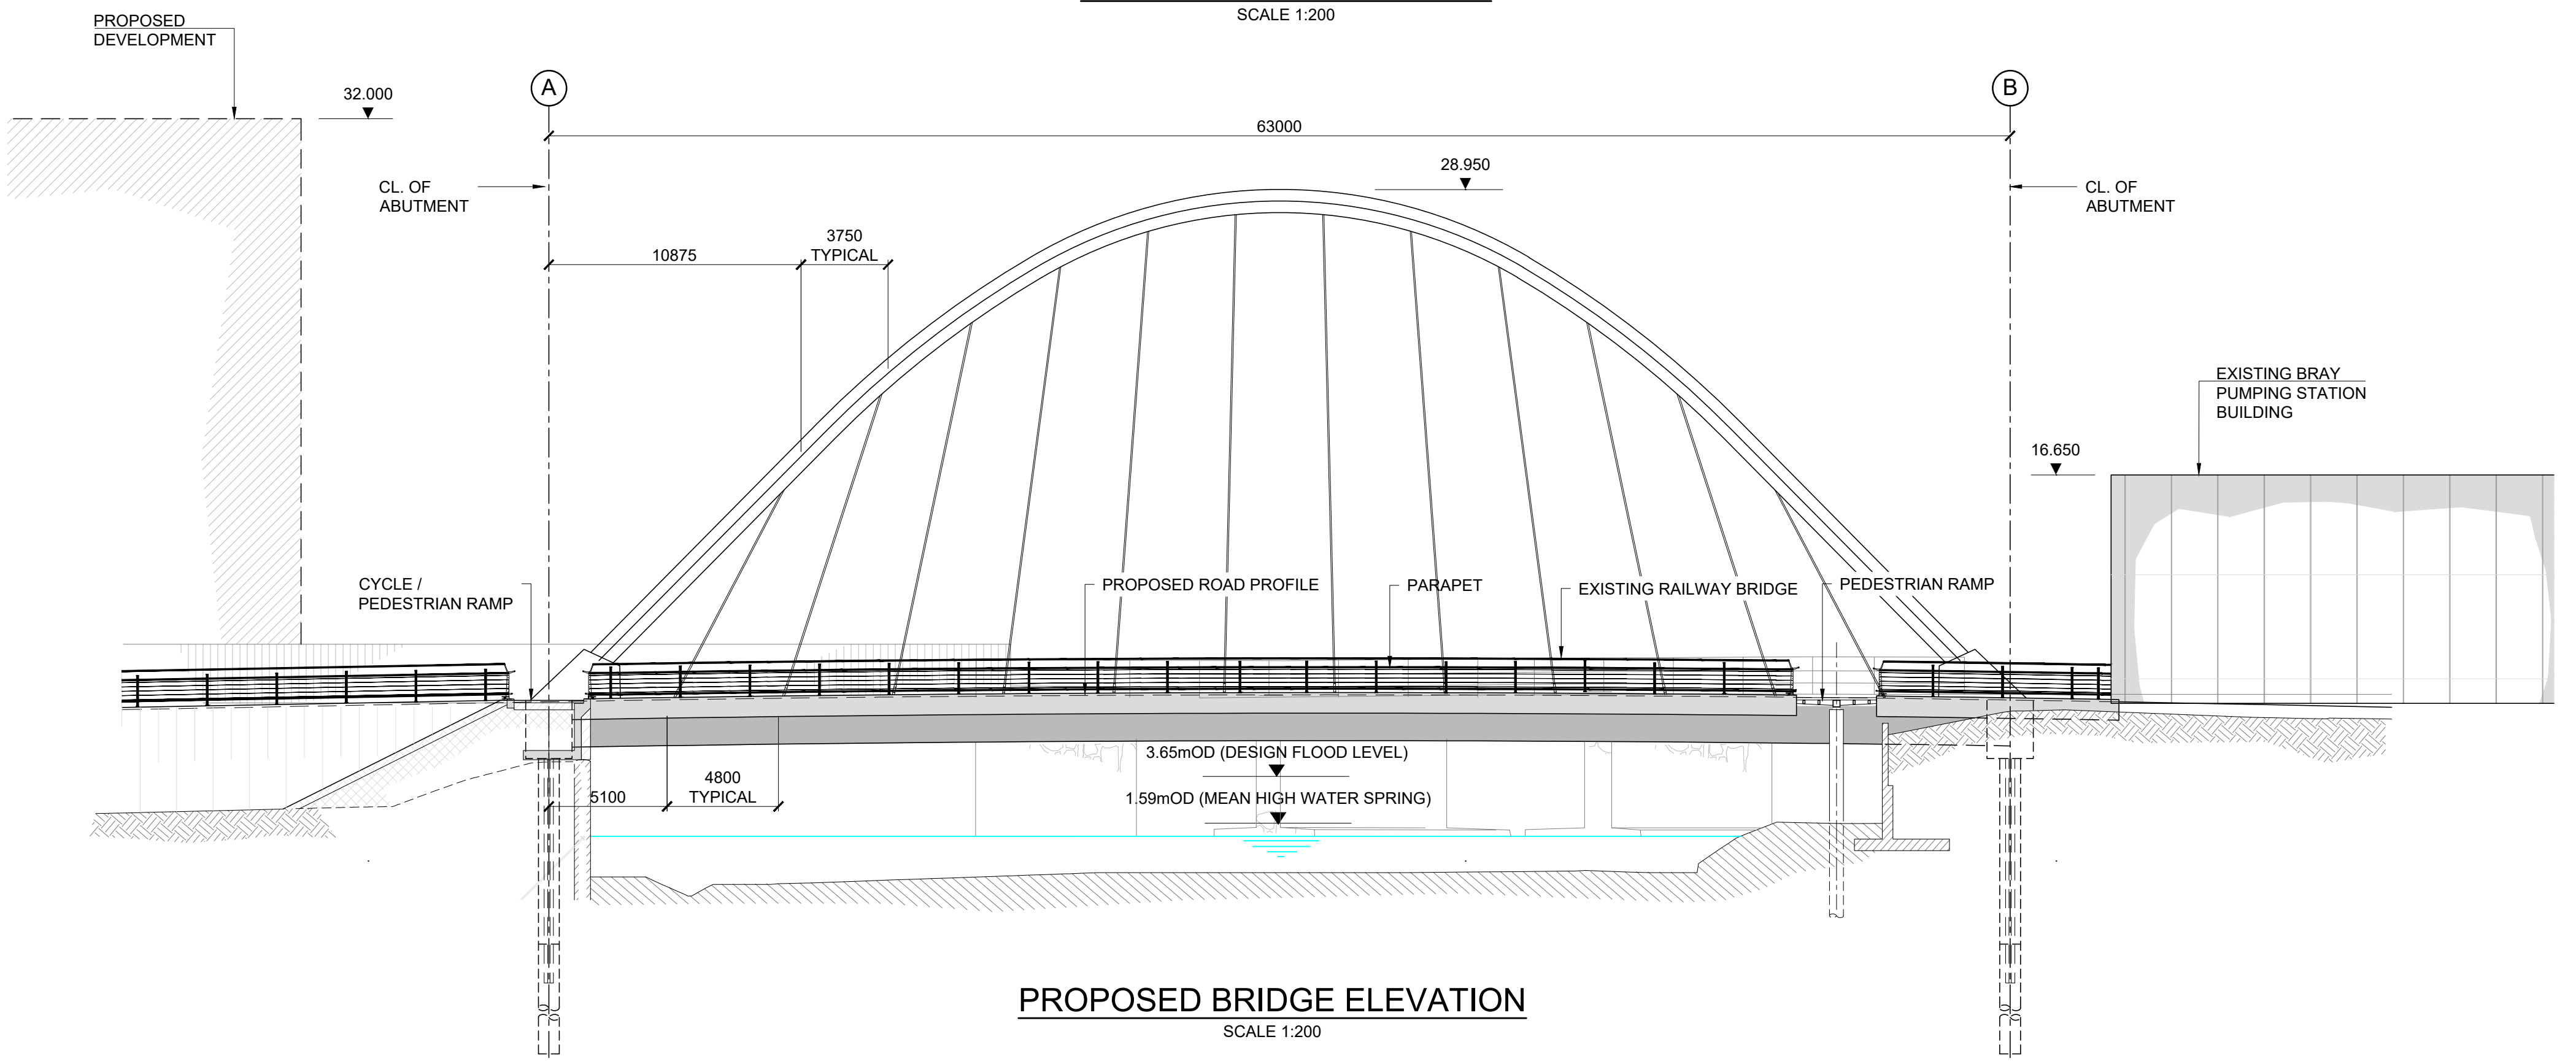 SCALE 1:200
PROPOSED
DEVELOPMENT
32.000
A
B
63000
28.950
CL. OF
ABUTMENT
CL. OF
ABUTMENT
3750
TYPICAL
10875
EXISTING BRAY
PUMPING STATION
BUILDING
16.650
CYCLE /
PEDESTRIAN RAMP
PROPOSED ROAD PROFILE
PARAPET
EXISTING RAILWAY BRIDGE
PEDESTRIAN RAMP
3.65mOD (DESIGN FLOOD LEVEL)
4800
TYPICAL
5100
1.59mOD (MEAN HIGH WATER SPRING)
PROPOSED BRIDGE ELEVATION
SCALE 1:200